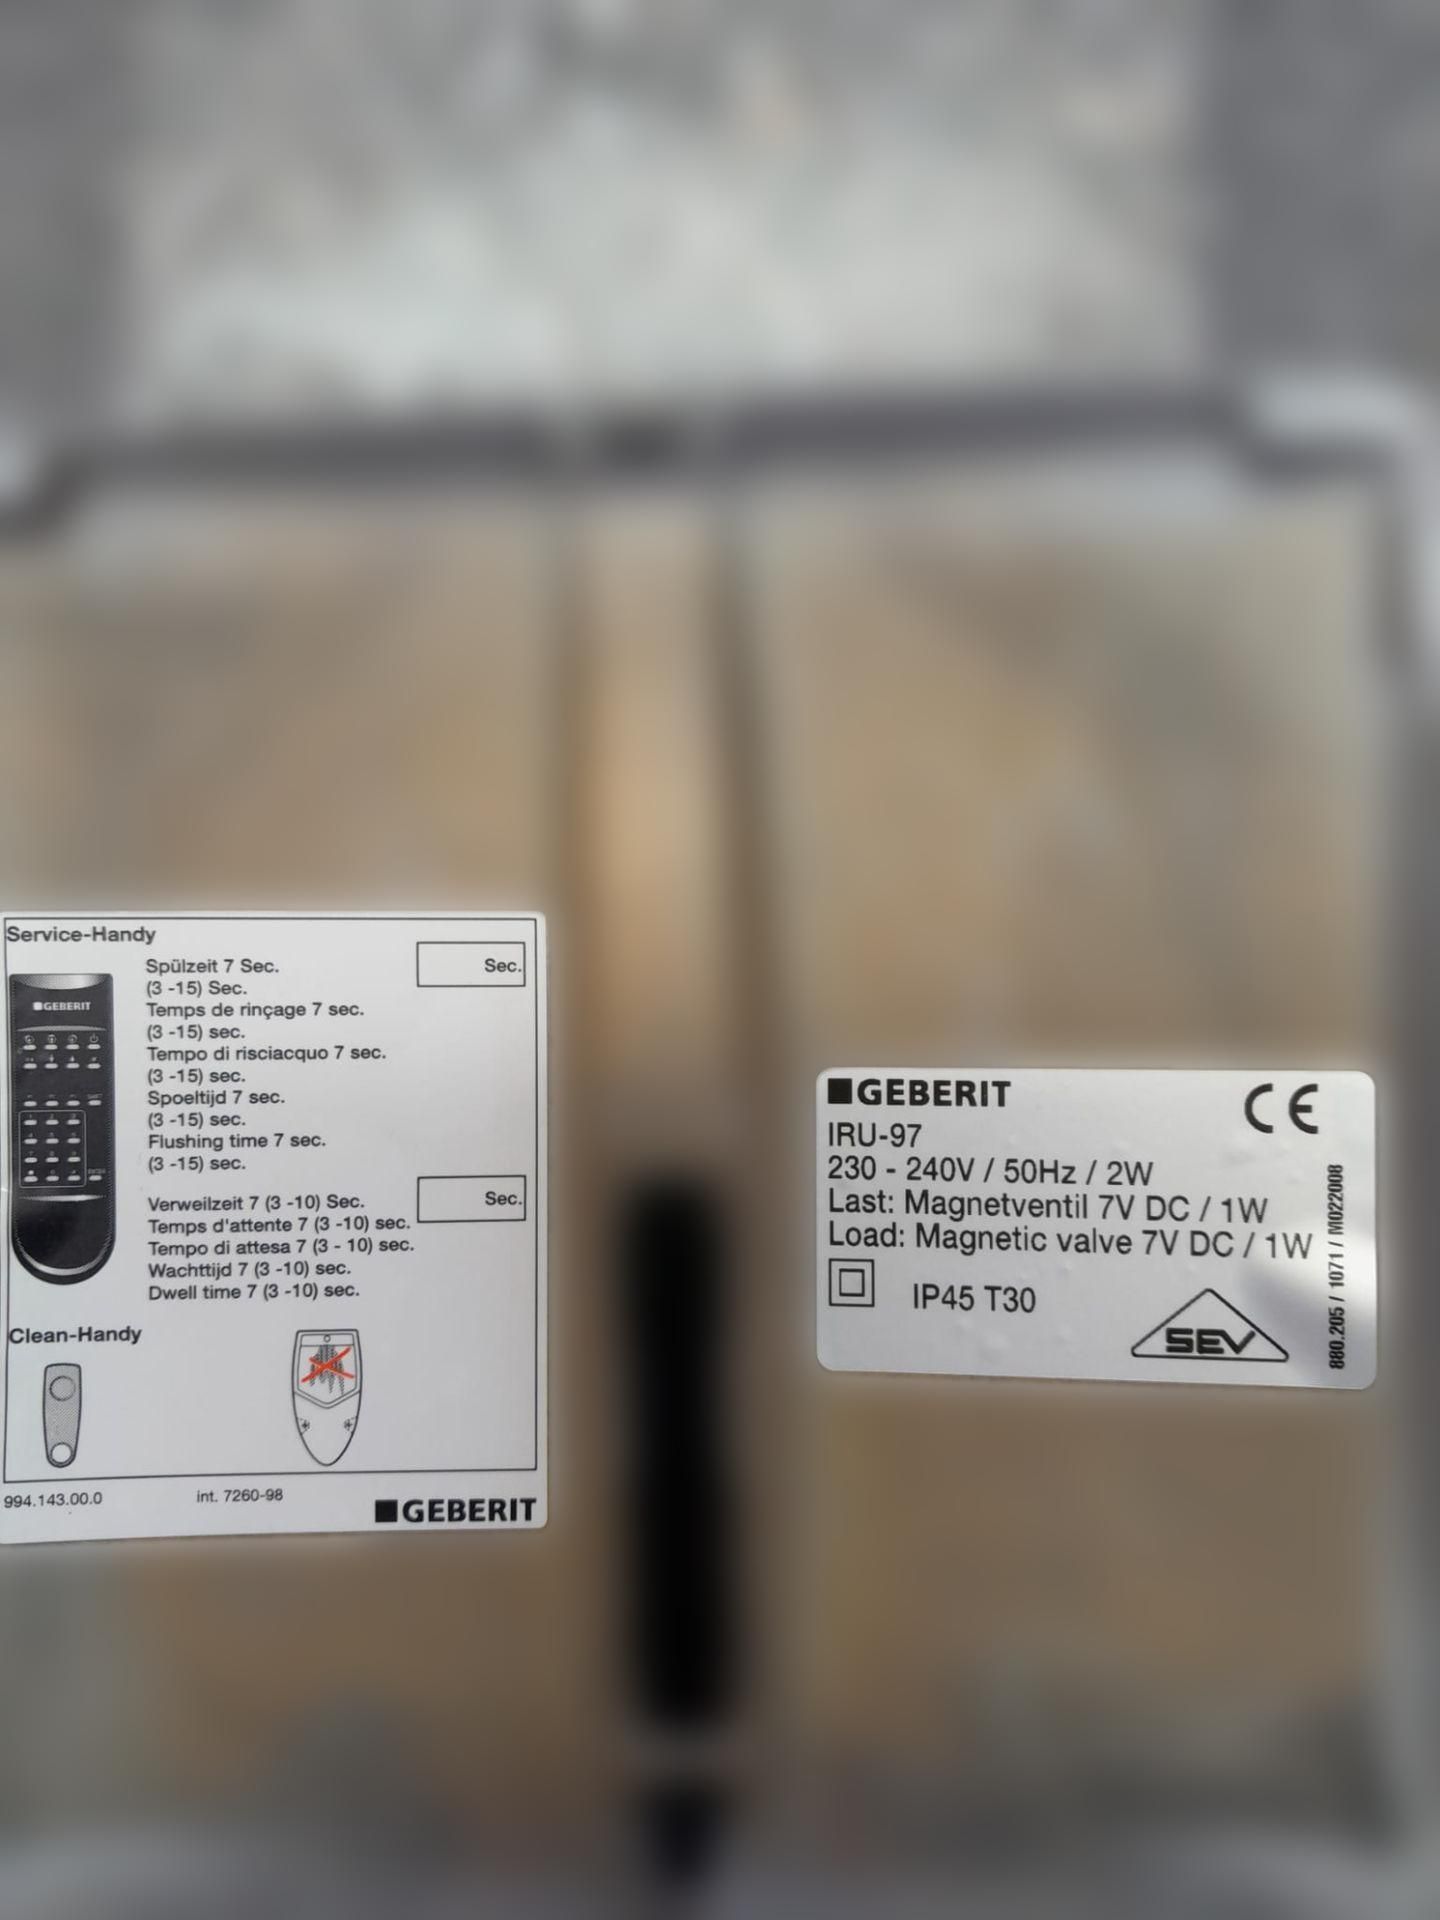 Service-Handy
GEBERIT
Spülzeit 7 Sec.
(3 -15) Sec.
Sec.
Temps de rinçage 7 sec.
(3 -15) sec.
Tempo di risciacquo 7 sec.
(3 -15) sec.
Spoeltijd 7 sec.
(3 -15) sec.
Flushing time 7 sec.
(3 -15) sec.
Verweilzeit 7 (3 -10) Sec.
Sec.
Temps d'attente 7 (3 -10) sec.
Tempo di attesa 7 (3 - 10) sec.
Wachttijd 7 (3 -10) sec.
Dwell time 7 (3 -10) sec.
Clean-Handy
994.143.00.0
int. 7260-98
GEBERIT
GEBERIT
CE
IRU-97
230 - 240V / 50Hz / 2W
Last: Magnetventil 7V DC / 1W
Load: Magnetic valve 7V DC / 1W
IP45 T30
SEV
880.205 / 1071 / M022008